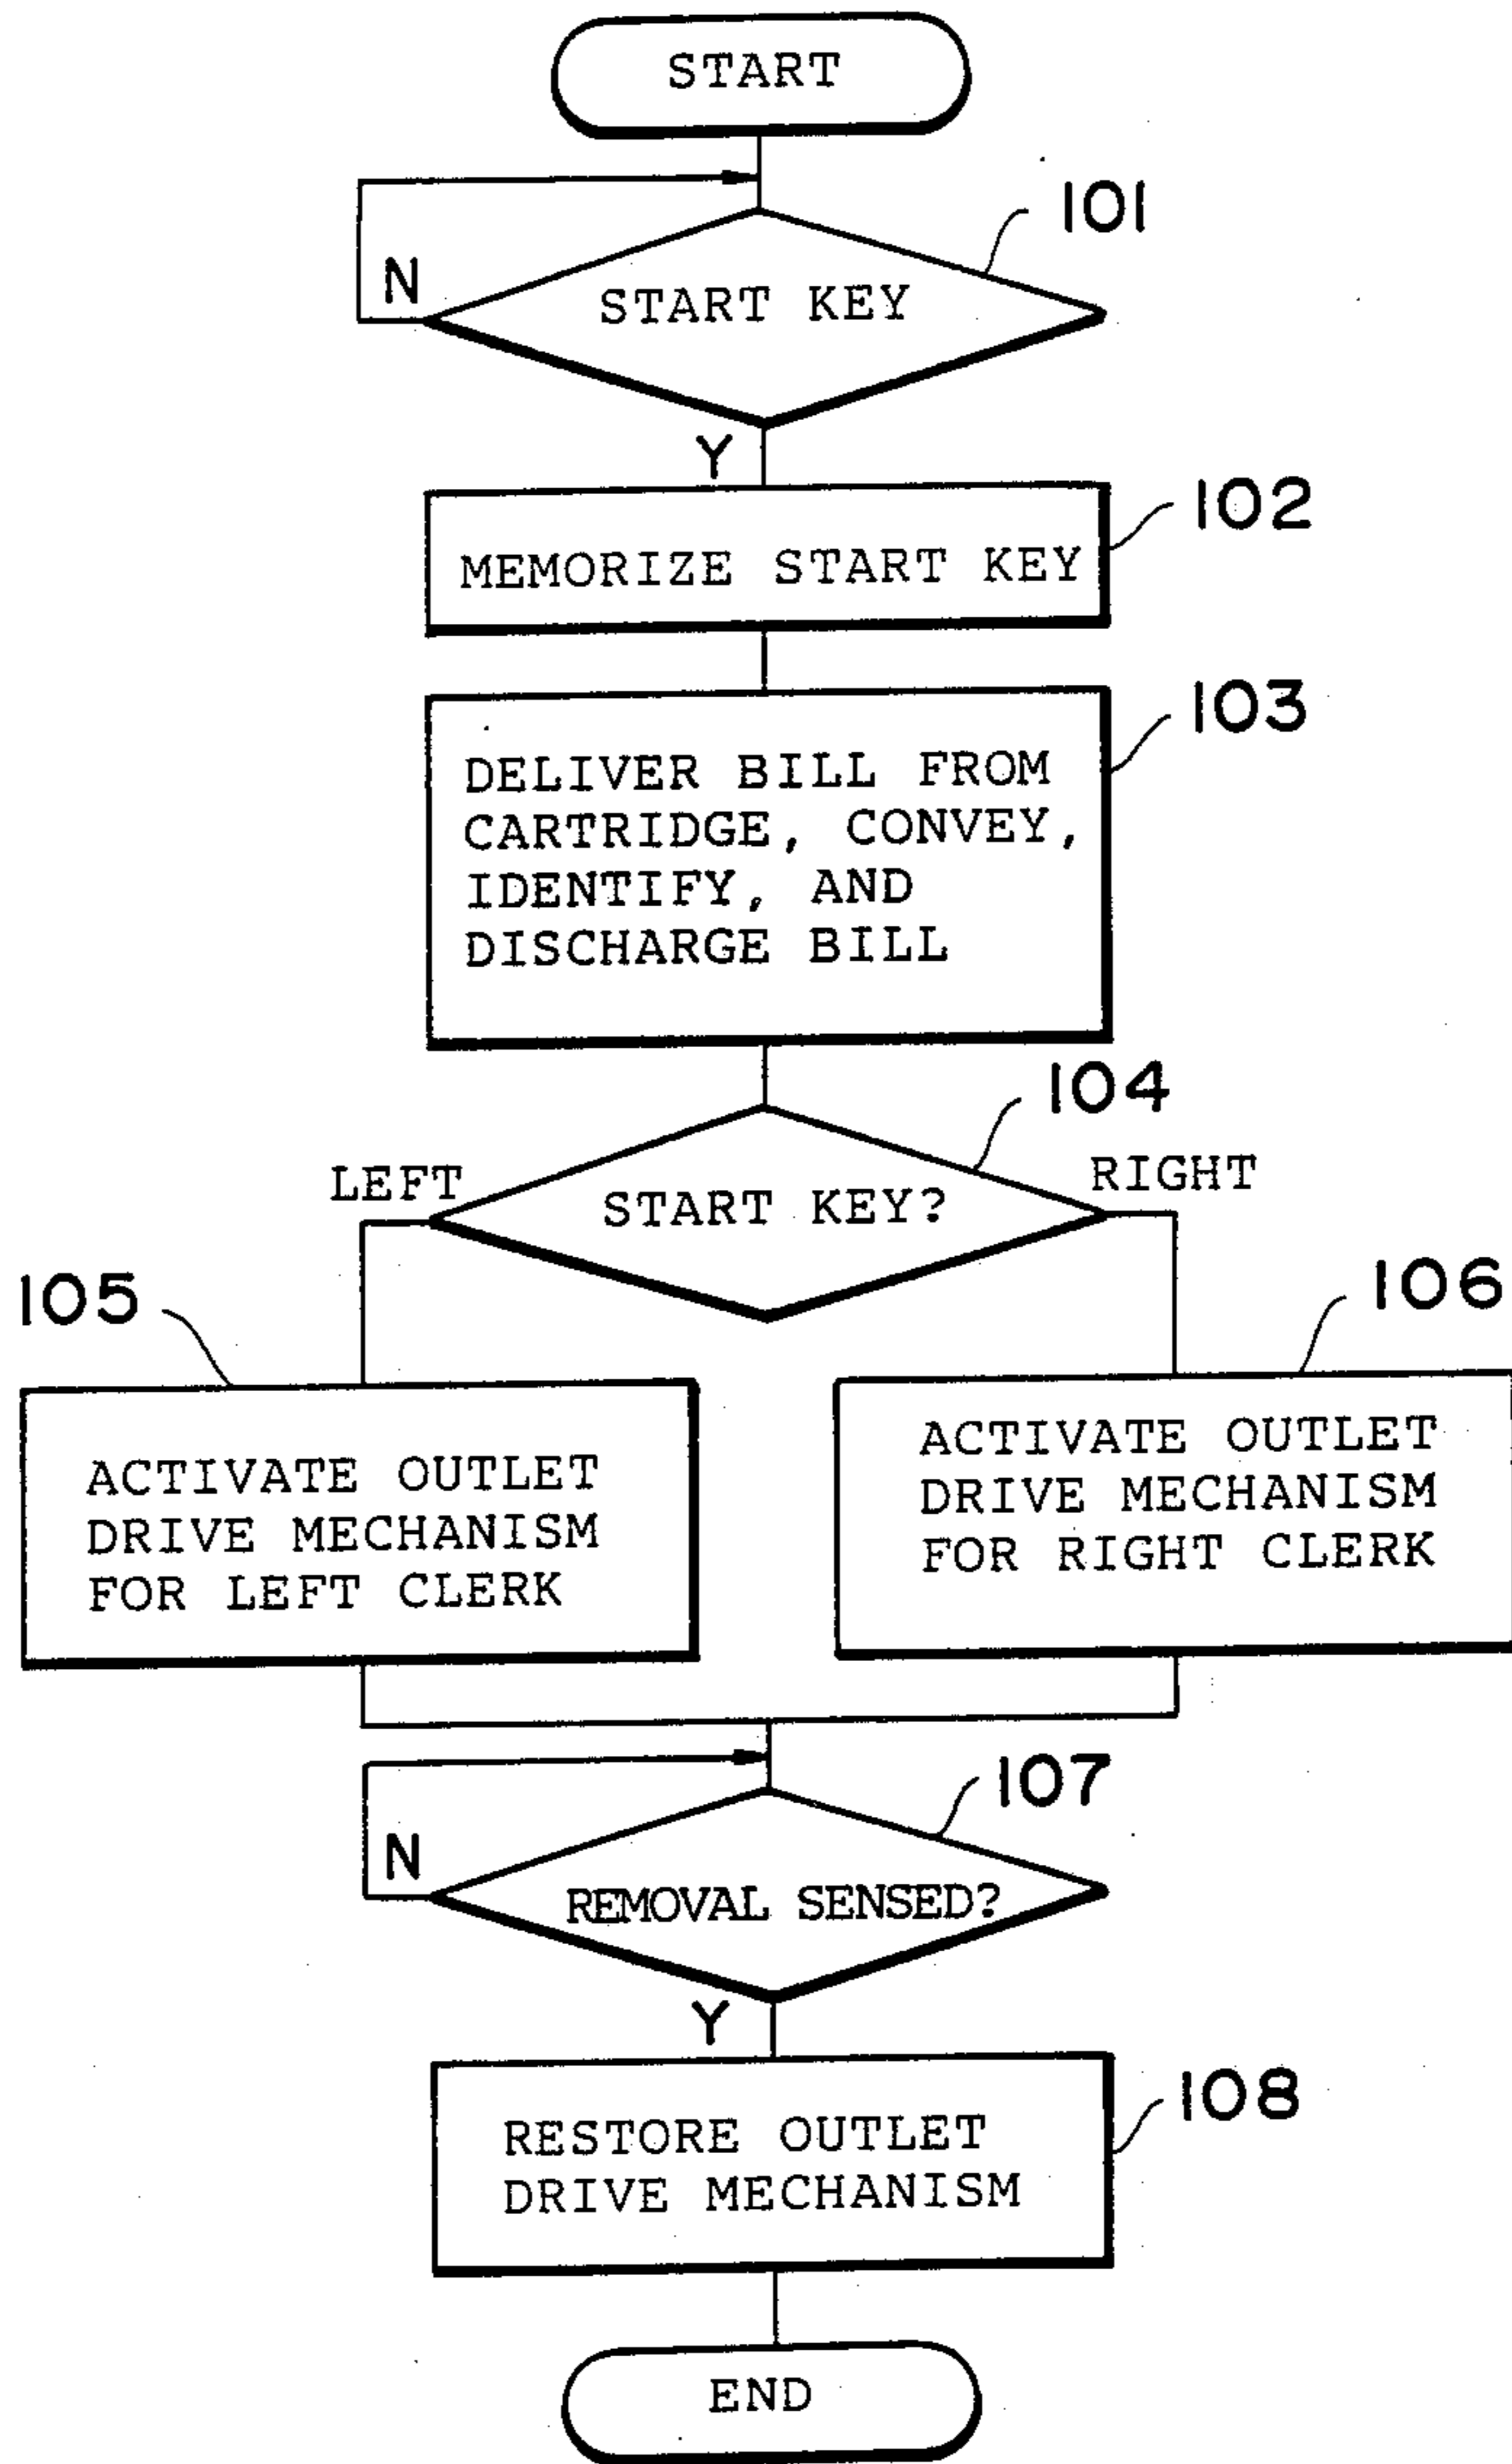 START
101
N
START KEY
Y
102
MEMORIZE START KEY
103
DELIVER BILL FROM
CARTRIDGE, CONVEY,
IDENTIFY, AND
DISCHARGE BILL
104
LEFT
RIGHT
START KEY?
105
106
ACTIVATE OUTLET
DRIVE MECHANISM
FOR LEFT CLERK
ACTIVATE OUTLET
DRIVE MECHANISM
FOR RIGHT CLERK
107
N
REMOVAL SENSED?
Y
108
RESTORE OUTLET
DRIVE MECHANISM
END